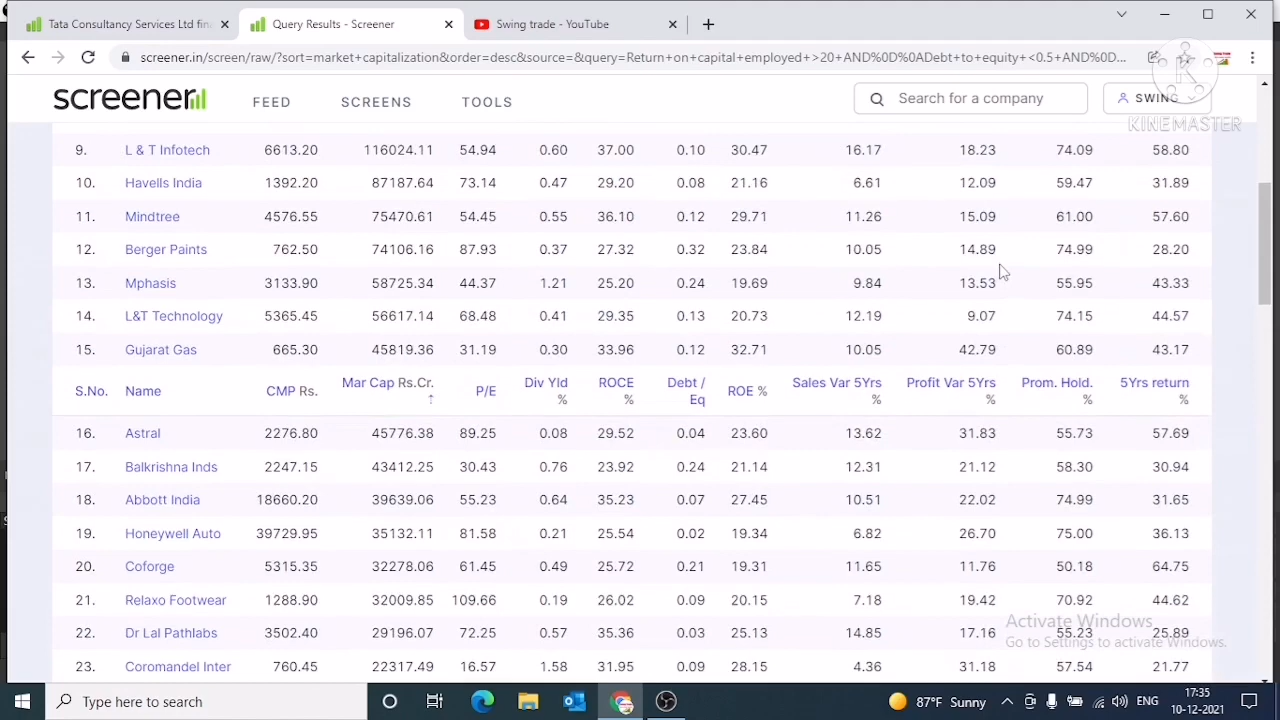 Tata Consultancy Services Ltd fin
Query Results - Screener
Swing trade - YouTube
screener.in/screen/raw/?sort=market+capitalization&order=desc&source=&query=Return+on+capital+employed+>20+AND%0D%0ADebt+to+equity+<0.5+AND%0D...
screener
FEED
SCREENS
TOOLS
Search for a company
SWING
K
KINEMASTER
9. L & T Infotech 6613.20 116024.11 54.94 0.60 37.00 0.10 30.47 16.17 18.23 74.09 58.80
10. Havells India 1392.20 87187.64 73.14 0.47 29.20 0.08 21.16 6.61 12.09 59.47 31.89
11. Mindtree 4576.55 75470.61 54.45 0.55 36.10 0.12 29.71 11.26 15.09 61.00 57.60
12. Berger Paints 762.50 74106.16 87.93 0.37 27.32 0.32 23.84 10.05 14.89 74.99 28.20
13. Mphasis 3133.90 58725.34 44.37 1.21 25.20 0.24 19.69 9.84 13.53 55.95 43.33
14. L&T Technology 5365.45 56617.14 68.48 0.41 29.35 0.13 20.73 12.19 9.07 74.15 44.57
15. Gujarat Gas 665.30 45819.36 31.19 0.30 33.96 0.12 32.71 10.05 42.79 60.89 43.17
S.No. Name CMP Rs. Mar Cap Rs.Cr. ↑ P/E Div Yld % ROCE % Debt / Eq ROE % Sales Var 5Yrs % Profit Var 5Yrs % Prom. Hold. % 5Yrs return %
16. Astral 2276.80 45776.38 89.25 0.08 29.52 0.04 23.60 13.62 31.83 55.73 57.69
17. Balkrishna Inds 2247.15 43412.25 30.43 0.76 23.92 0.24 21.14 12.31 21.12 58.30 30.94
18. Abbott India 18660.20 39639.06 55.23 0.64 35.23 0.07 27.45 10.51 22.02 74.99 31.65
19. Honeywell Auto 39729.95 35132.11 81.58 0.21 25.54 0.02 19.34 6.82 26.70 75.00 36.13
20. Coforge 5315.35 32278.06 61.45 0.49 25.72 0.21 19.31 11.65 11.76 50.18 64.75
21. Relaxo Footwear 1288.90 32009.85 109.66 0.19 26.02 0.09 20.15 7.18 19.42 70.92 44.62
22. Dr Lal Pathlabs 3502.40 29196.07 72.25 0.57 35.36 0.03 25.13 14.85 17.16 55.23 25.89
23. Coromandel Inter 760.45 22317.49 16.57 1.58 31.95 0.09 28.15 4.36 31.18 57.54 21.77
Activate Windows
Go to Settings to activate Windows.
Type here to search
87°F Sunny
ENG
17:35
10-12-2021